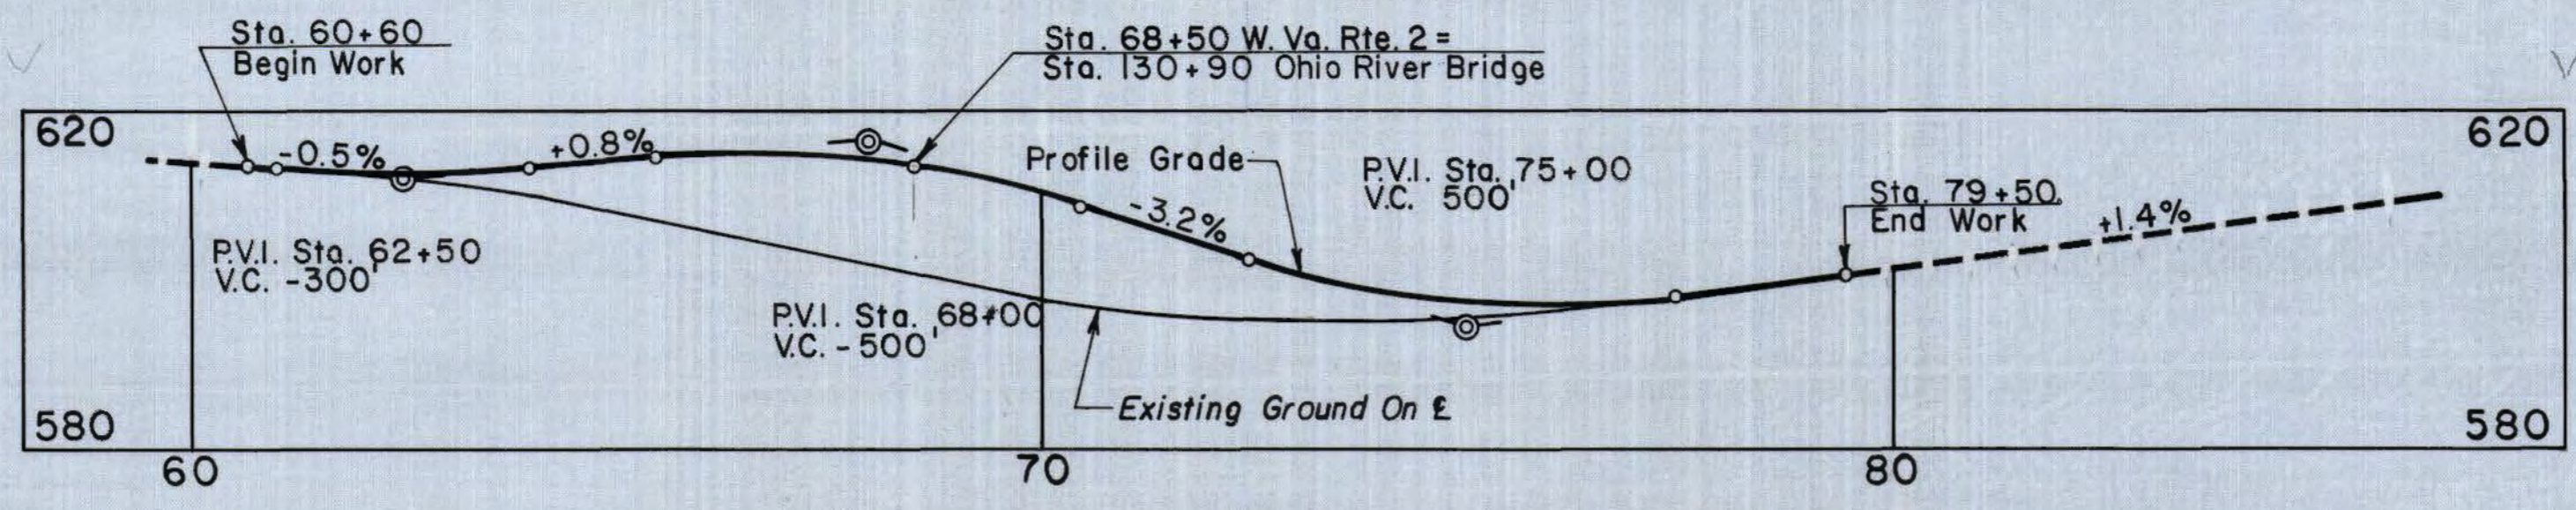 Sta. 60+60
Begin Work
Sta. 68+50 W. Va. Rte. 2 =
Sta. 130+90 Ohio River Bridge
620
620
-0.5%
+0.8%
Profile Grade
P.V.I. Sta. 75+00
V.C. 500'
-3.2%
Sta. 79+50
End Work
+1.4%
P.V.I. Sta. 62+50
V.C. -300'
P.V.I. Sta. 68+00
V.C. - 500'
Existing Ground On ℄
580
580
60
70
80